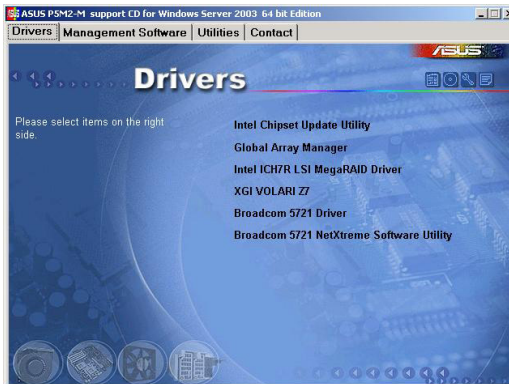 ASUS P5M2-M support CD for Windows Server 2003 64 bit Edition
Drivers Management Software Utilities Contact
ASUS
Drivers
Please select items on the right
side.
Intel Chipset Update Utility
Global Array Manager
Intel ICH7R LSI MegaRAID Driver
XGI VOLARI Z7
Broadcom 5721 Driver
Broadcom 5721 NetXtreme Software Utility